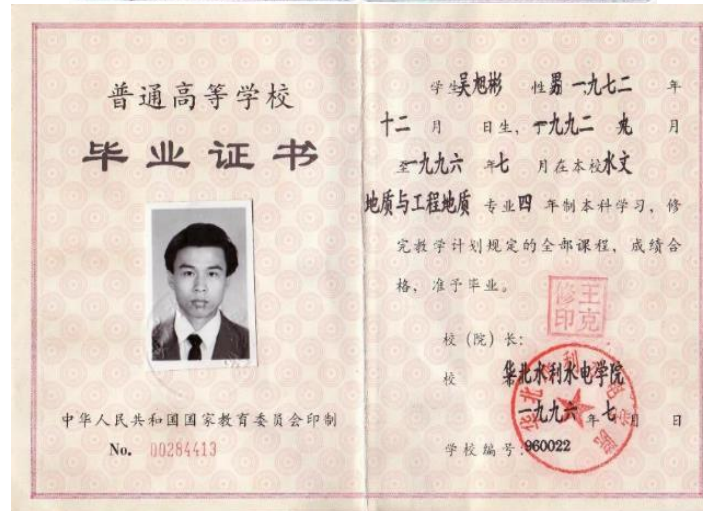 普通高等学校
毕业证书
中华人民共和国国家教育委员会印制
No. 00284413
学生吴旭彬 性男 一九七二 年
十二 月 日生，于一九九二 九 月
至一九九六 年七 月在本校水文
地质与工程地质 专业四 年制本科学习，修
完教学计划规定的全部课程，成绩合
格，准予毕业。
王克修印
校（院）长：
校 华北水利水电学院
一九九六 年七月 日
学校编号：960022